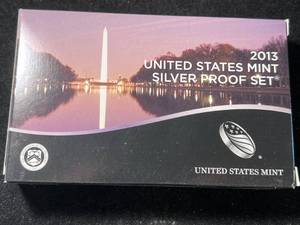 2013
UNITED STATES MINT
SILVER PROOF SET
UNITED STATES MINT